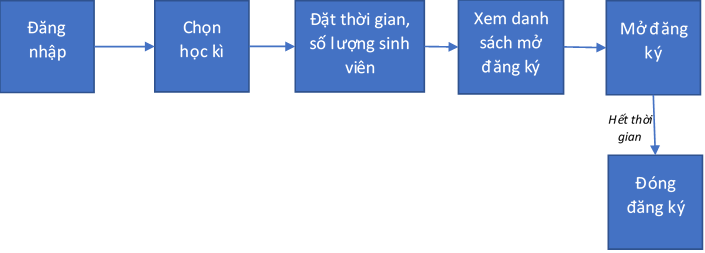 Đăng
nhập
Chọn
học kì
Đặt thời gian,
số lượng sinh
viên
Xem danh
sách mở
đăng ký
Mở đăng
ký
Hết thời
gian
Đóng
đăng ký